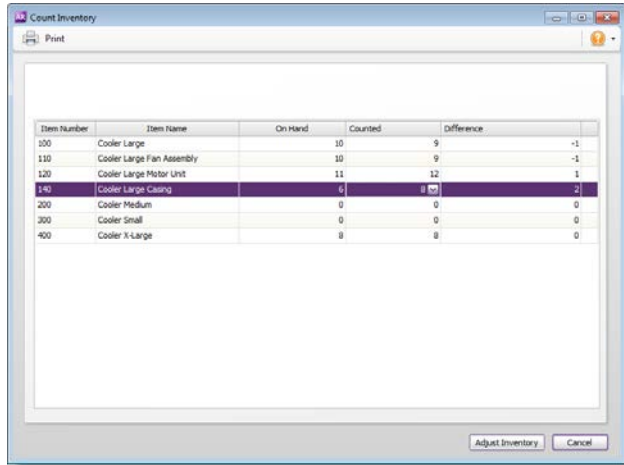 AR Count Inventory
Print
Item Number Item Name On Hand Counted Difference
100 Cooler Large 10 9 -1
110 Cooler Large Fan Assembly 10 9 -1
120 Cooler Large Motor Unit 11 12 1
140 Cooler Large Casing 6 8 2
200 Cooler Medium 0 0 0
300 Cooler Small 0 0 0
400 Cooler X-Large 8 8 0
Adjust Inventory Cancel